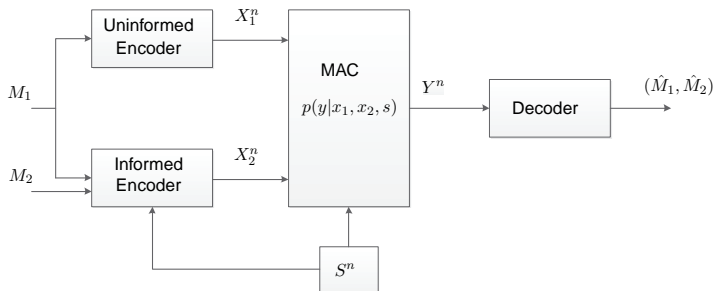 Uninformed
Encoder
X_1^n
MAC
p(y|x_1, x_2, s)
M_1
Y^n
Decoder
(\hat{M}_1, \hat{M}_2)
M_2
Informed
Encoder
X_2^n
S^n